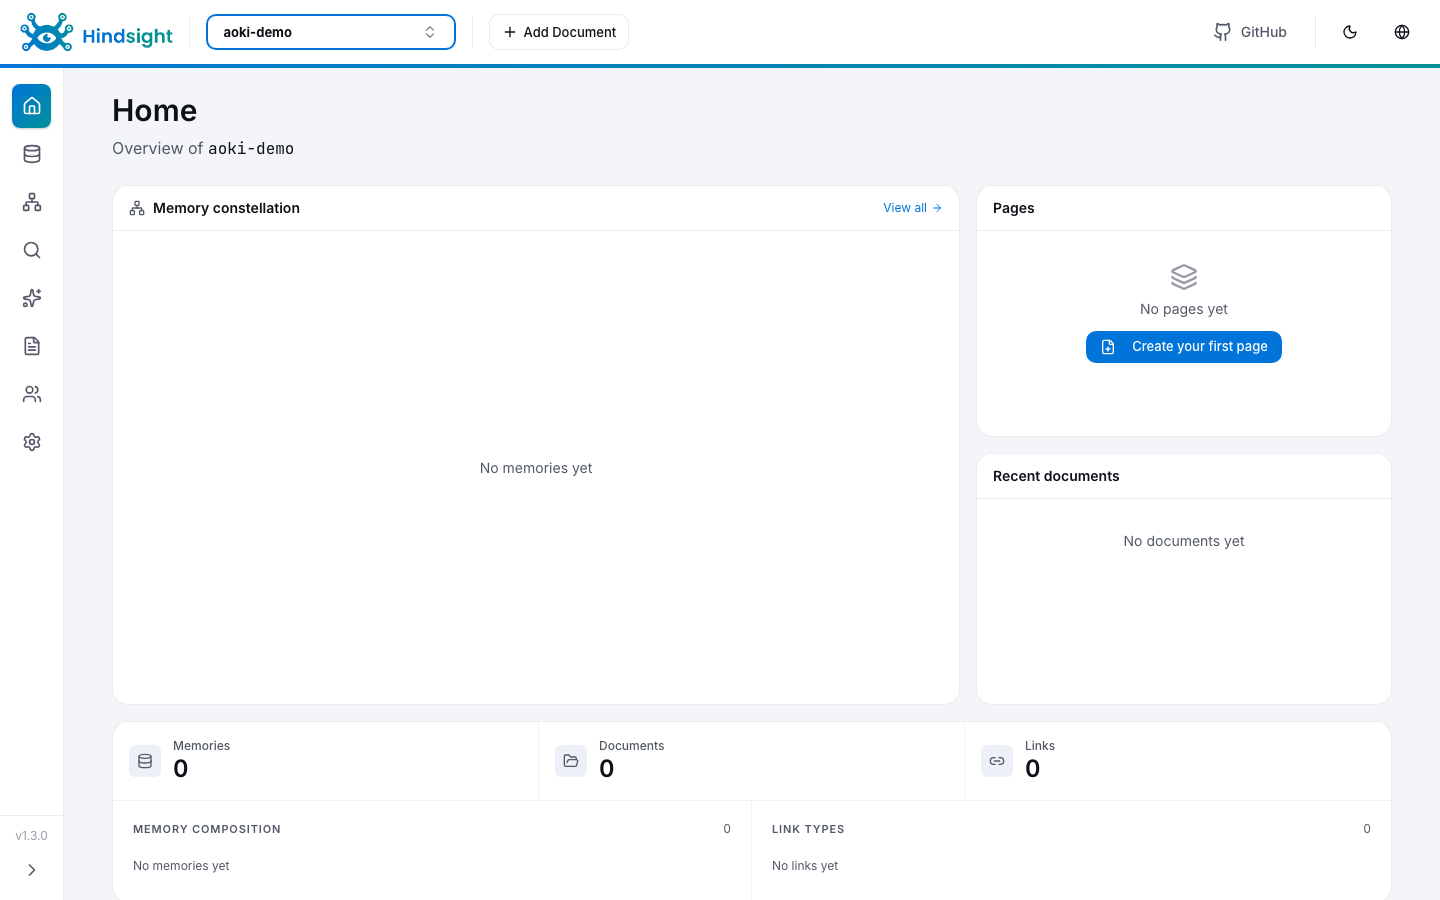 Hindsight
aoki-demo
Add Document
GitHub
Home
Overview of aoki-demo
Memory constellation
View all
Pages
No pages yet
Create your first page
No memories yet
Recent documents
No documents yet
Memories
0
Documents
0
Links
0
MEMORY COMPOSITION
0
No memories yet
LINK TYPES
0
No links yet
v1.3.0